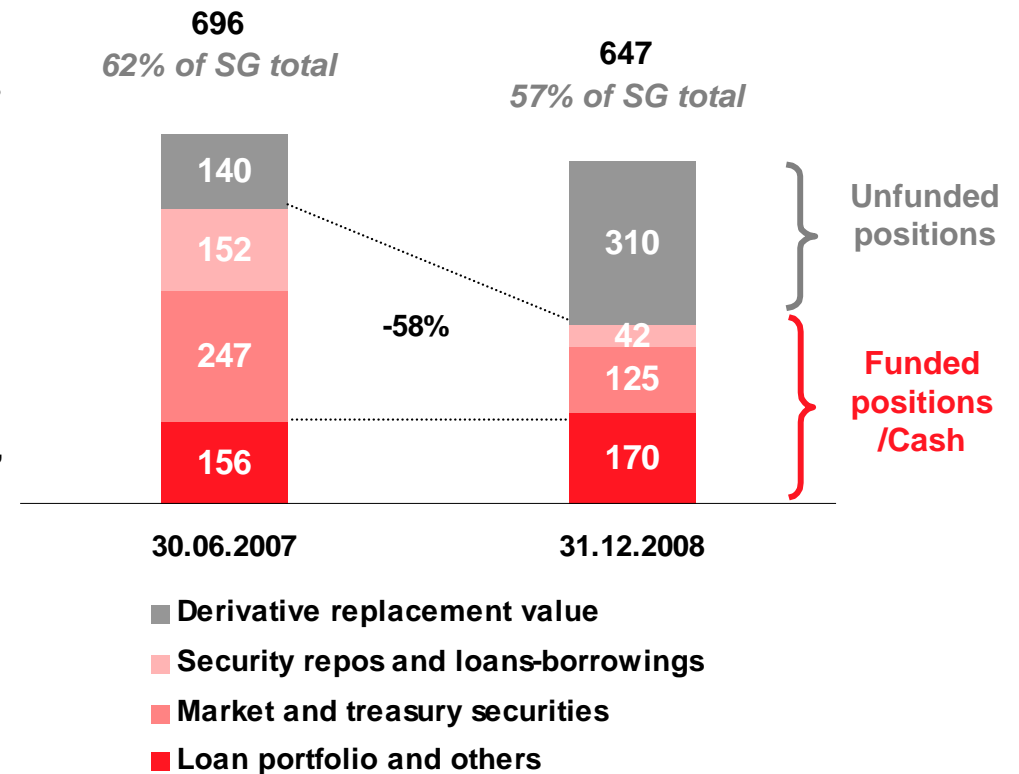 696
62% of SG total
647
57% of SG total
140
152
247
156
-58%
310
42
125
170
Unfunded
positions
Funded
positions
/Cash
30.06.2007
31.12.2008
Derivative replacement value
Security repos and loans-borrowings
Market and treasury securities
Loan portfolio and others